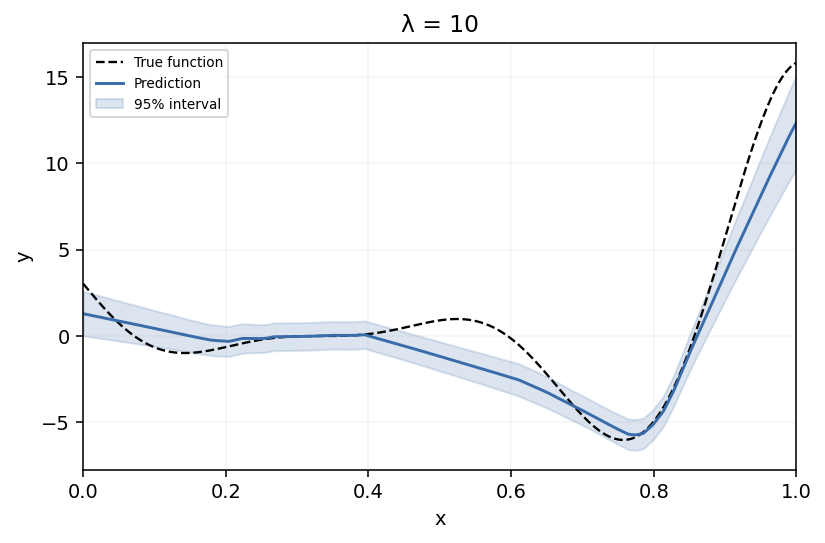 λ = 10
True function
Prediction
95% interval
15
10
5
0
−5
y
0.0 0.2 0.4 0.6 0.8 1.0
x